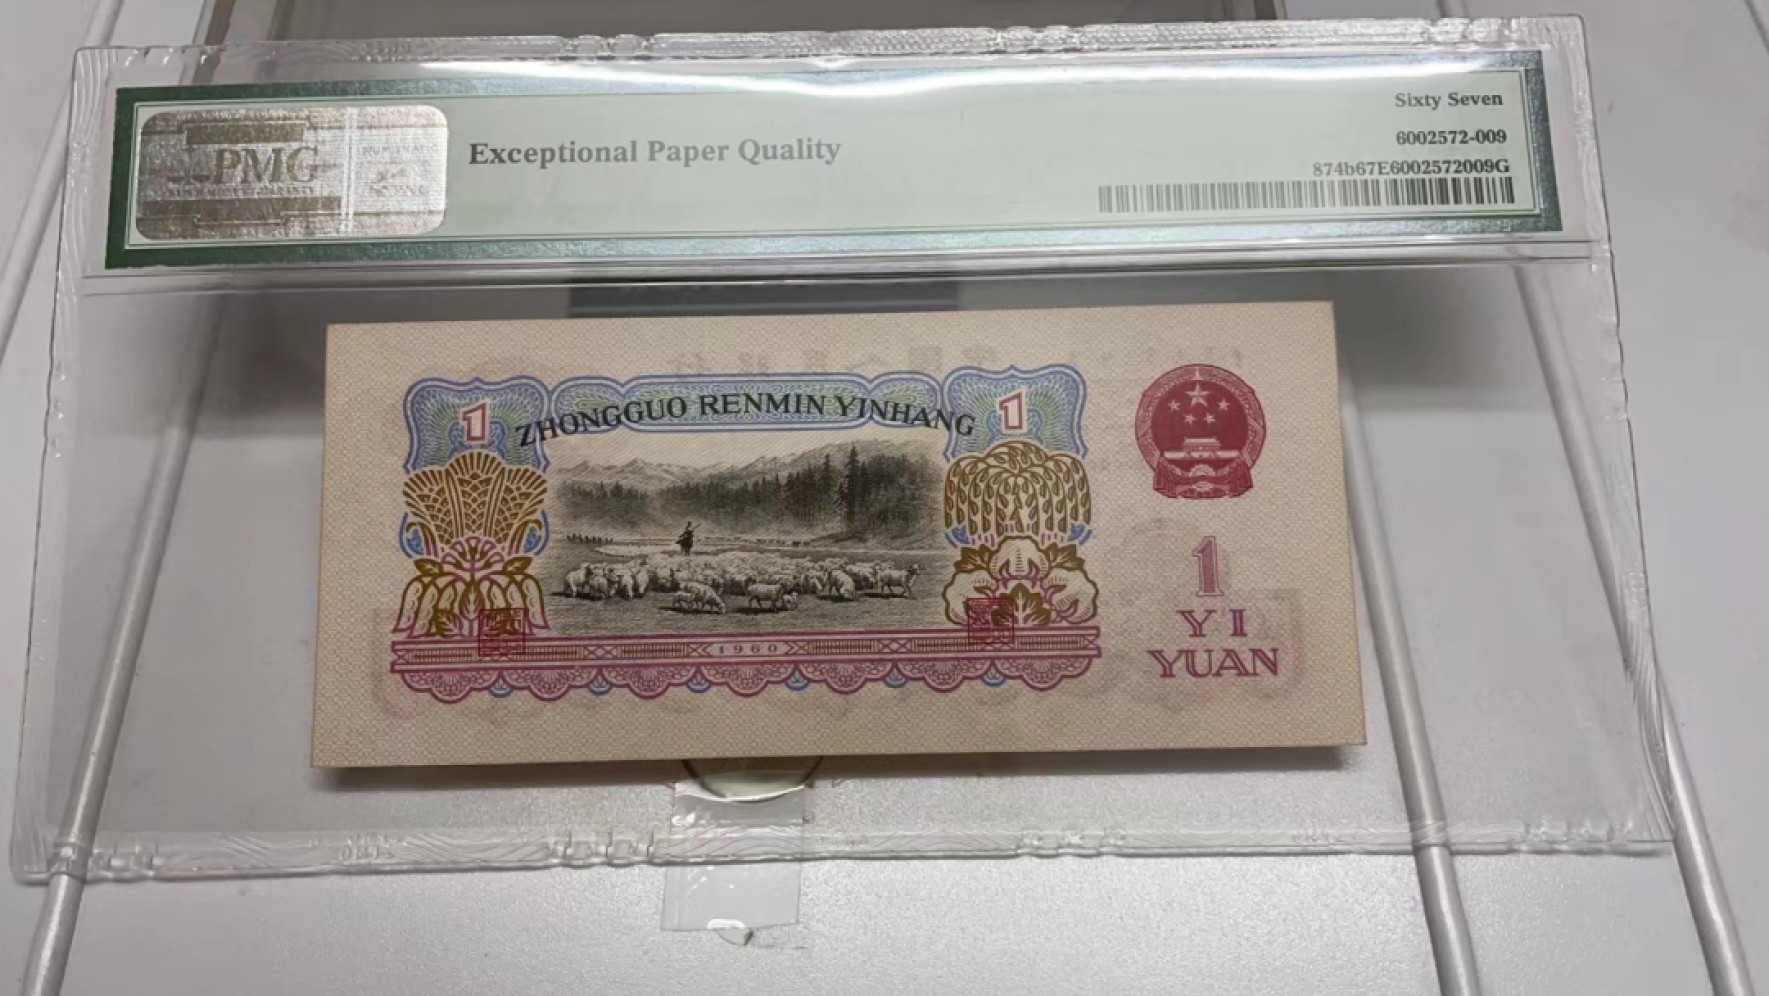 Sixty Seven
PMG
Exceptional Paper Quality
6002572-009
874b67E6002572009G
1
ZHONGGUO RENMIN YINHANG
1
1
YI
YUAN
1960